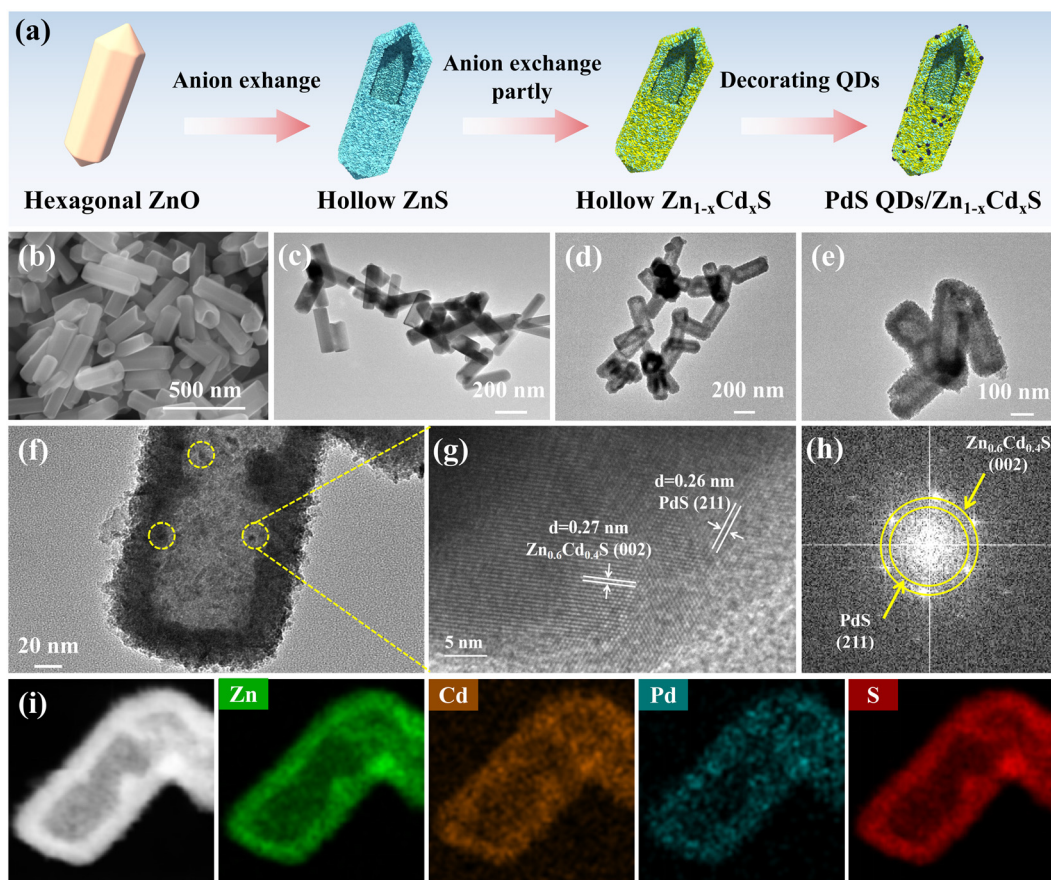 (a)
Anion exhange
Anion exchange
partly
Decorating QDs
Hexagonal ZnO
Hollow ZnS
Hollow Zn₁₋ₓCdₓS
PdS QDs/Zn₁₋ₓCdₓS
(b)
500 nm
(c)
200 nm
(d)
200 nm
(e)
100 nm
(f)
20 nm
(g)
d=0.26 nm
PdS (211)
d=0.27 nm
Zn₀.₆Cd₀.₄S (002)
5 nm
(h)
Zn₀.₆Cd₀.₄S
(002)
PdS
(211)
(i)
Zn
Cd
Pd
S